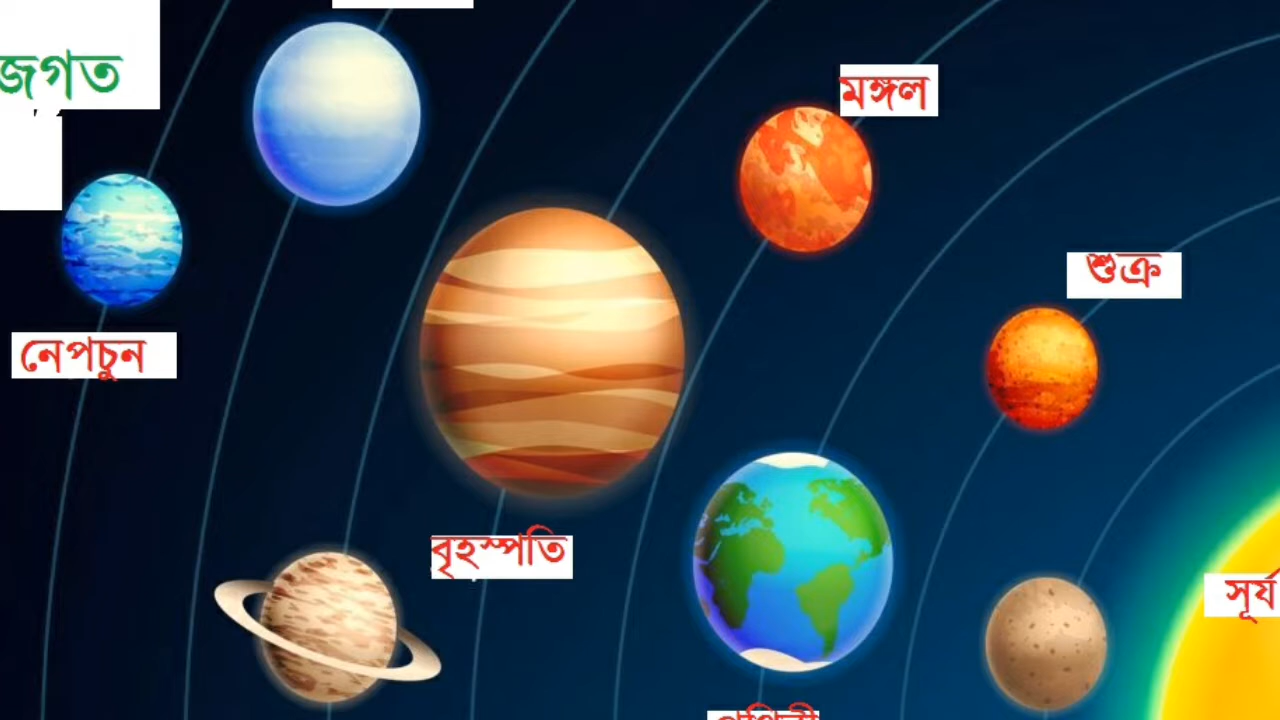 জগত
মঙ্গল
শুক্র
নেপচুন
বৃহস্পতি
সূর্য